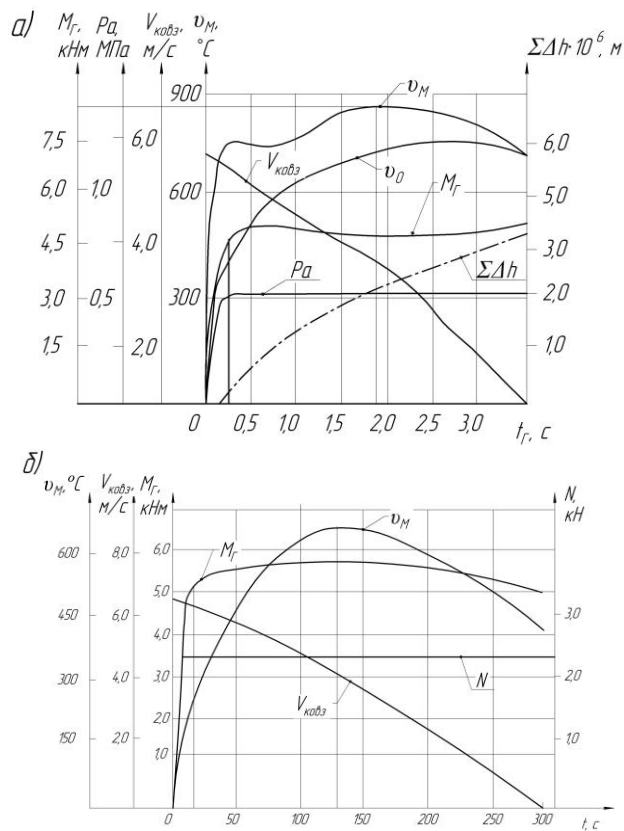 а)
M_Г, кНм
Pa, МПа
V_ковз, м/с
υ_M, °C
ΣΔh·10⁶, м
900
600
300
0
7,5
6,0
4,5
3,0
1,5
1,0
0,5
6,0
4,0
2,0
υ_M
V_ковз
υ_0
M_Г
Pa
ΣΔh
6,0
5,0
3,0
2,0
1,0
0,5
1,0
1,5
2,0
2,5
3,0
t_Г, с
б)
υ_M, °C
V_ковз, м/с
M_Г, кНм
N, кН
600
450
300
150
8,0
6,0
4,0
2,0
6,0
5,0
4,0
3,0
2,0
1,0
0
M_Г
υ_M
N
V_ковз
3,0
2,0
1,0
50
100
150
200
250
300
t, с